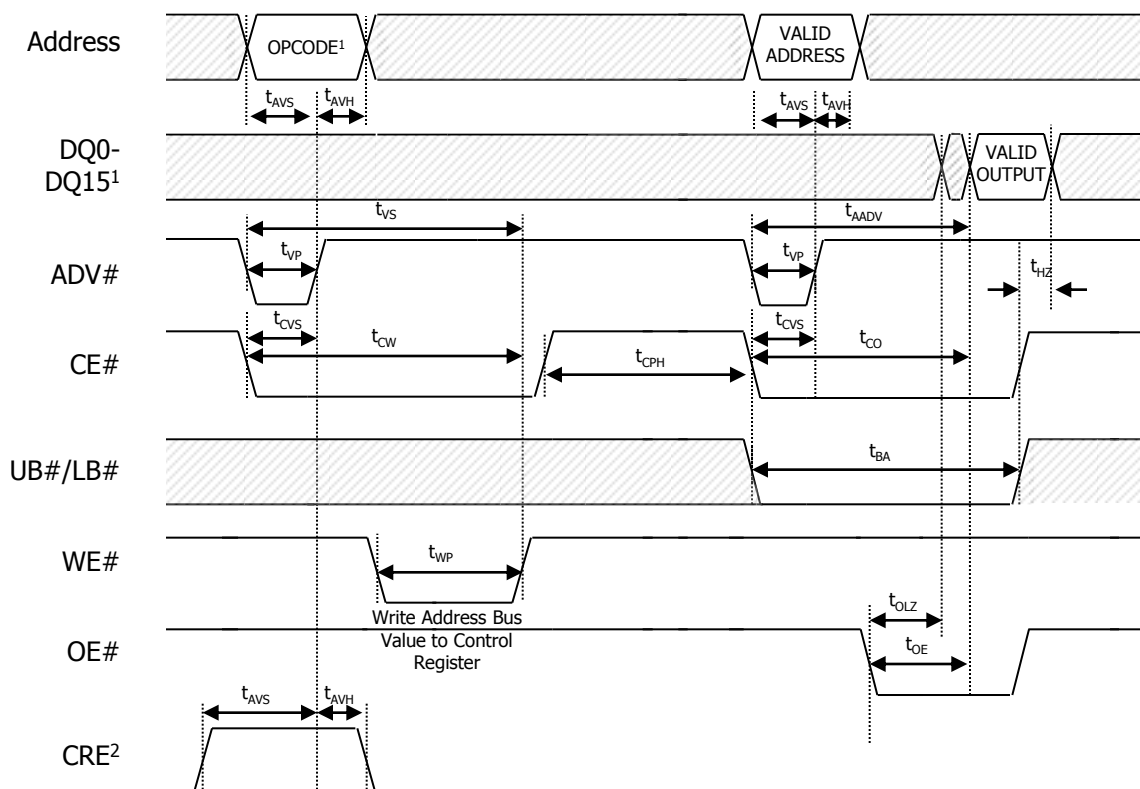 Address
OPCODE¹
VALID
ADDRESS
tAVS
tAVH
tAVS
tAVH
DQ0-
DQ15¹
VALID
OUTPUT
tVS
tAADV
ADV#
tVP
tVP
tHZ
tCVS
tCVS
CE#
tCW
tCPH
tCO
UB#/LB#
tBA
WE#
tWP
Write Address Bus
Value to Control
Register
tOLZ
OE#
tOE
tAVS
tAVH
CRE²